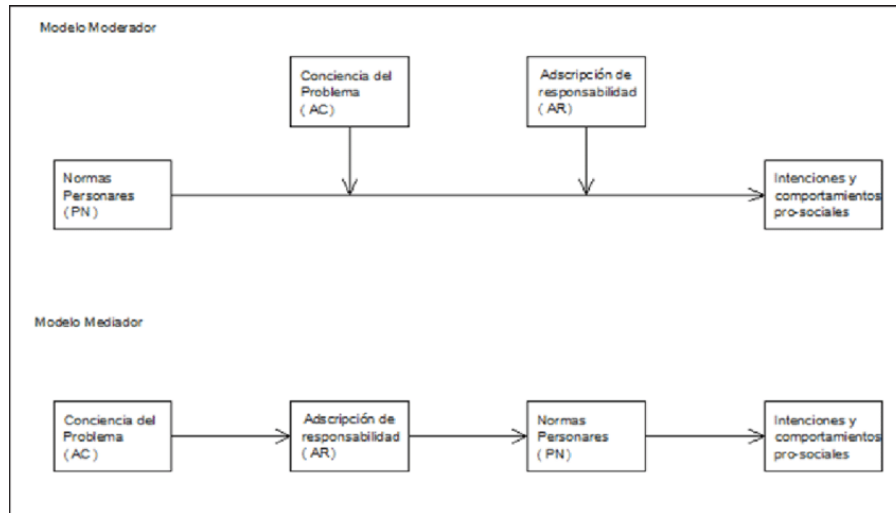 Modelo Moderador
Conciencia del
Problema
( AC)
Adscripción de
responsabilidad
( AR)
Normas
Personares
( PN)
Intenciones y
comportamientos
pro-sociales
Modelo Mediador
Conciencia del
Problema
(AC)
Adscripción de
responsabilidad
(AR)
Normas
Personares
( PN)
Intenciones y
comportamientos
pro-sociales